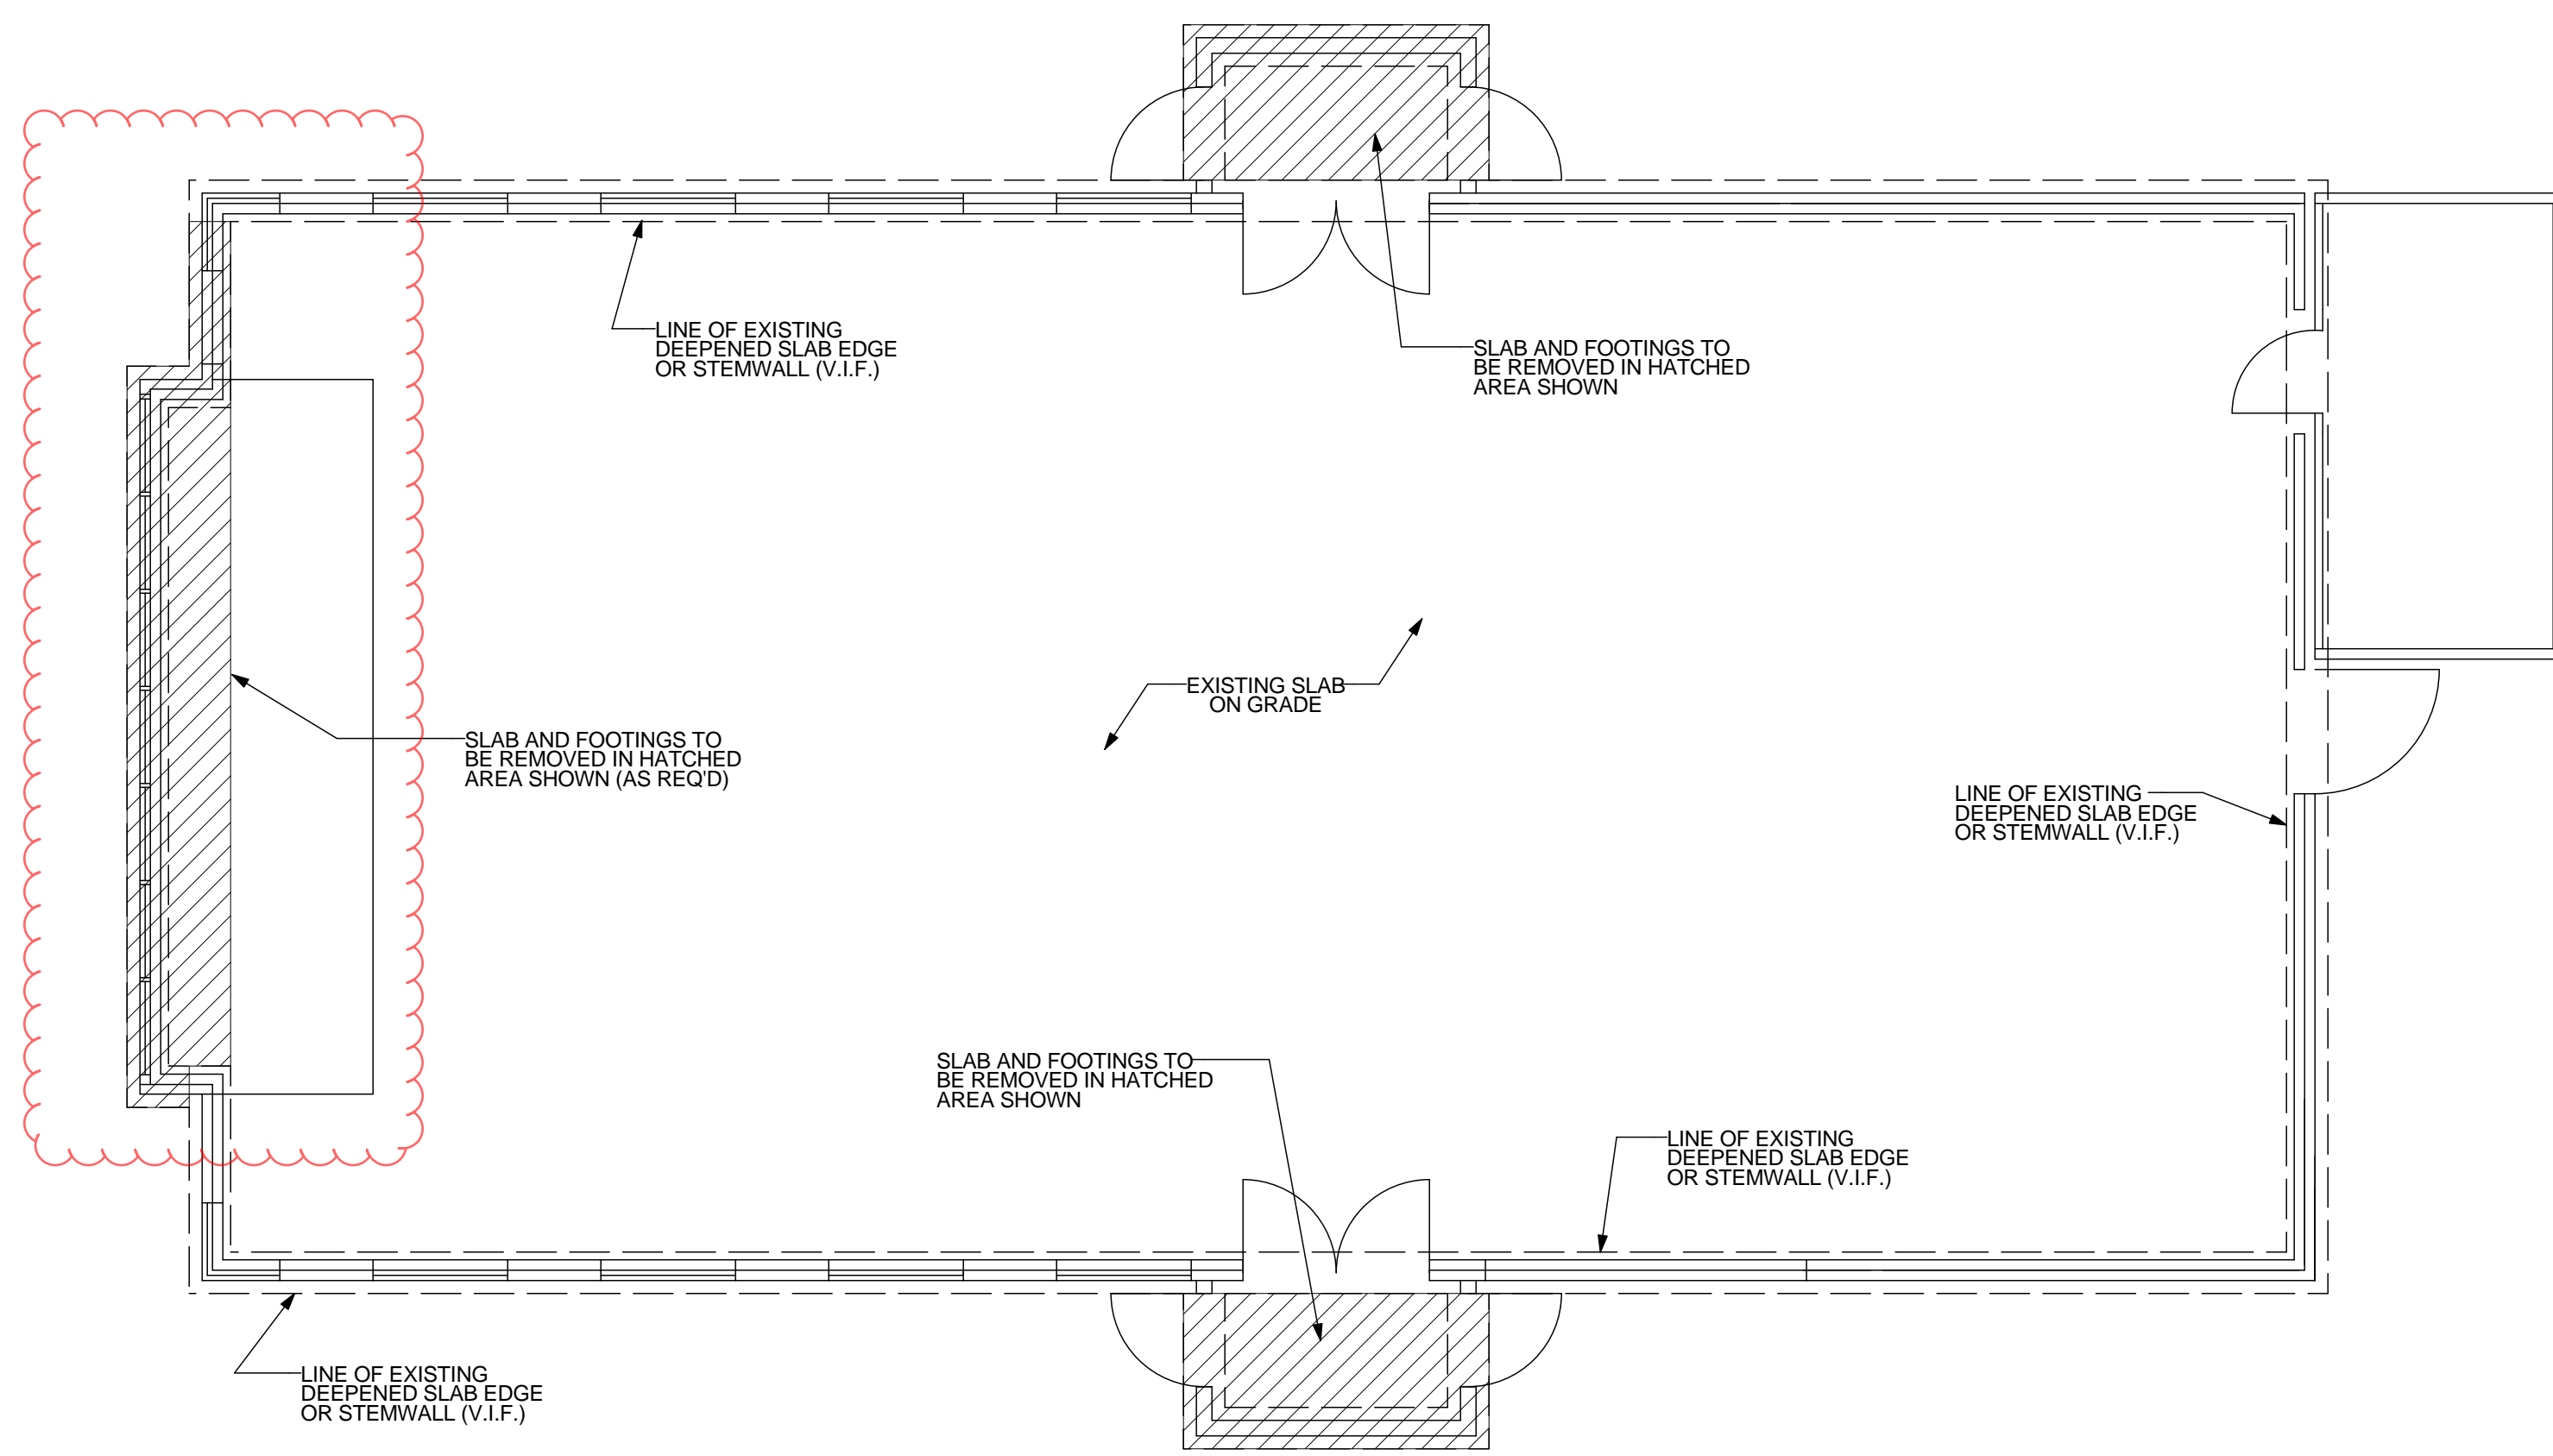 LINE OF EXISTING
DEEPENED SLAB EDGE
OR STEMWALL (V.I.F.)
SLAB AND FOOTINGS TO
BE REMOVED IN HATCHED
AREA SHOWN
EXISTING SLAB
ON GRADE
SLAB AND FOOTINGS TO
BE REMOVED IN HATCHED
AREA SHOWN (AS REQ'D)
LINE OF EXISTING
DEEPENED SLAB EDGE
OR STEMWALL (V.I.F.)
SLAB AND FOOTINGS TO
BE REMOVED IN HATCHED
AREA SHOWN
LINE OF EXISTING
DEEPENED SLAB EDGE
OR STEMWALL (V.I.F.)
LINE OF EXISTING
DEEPENED SLAB EDGE
OR STEMWALL (V.I.F.)